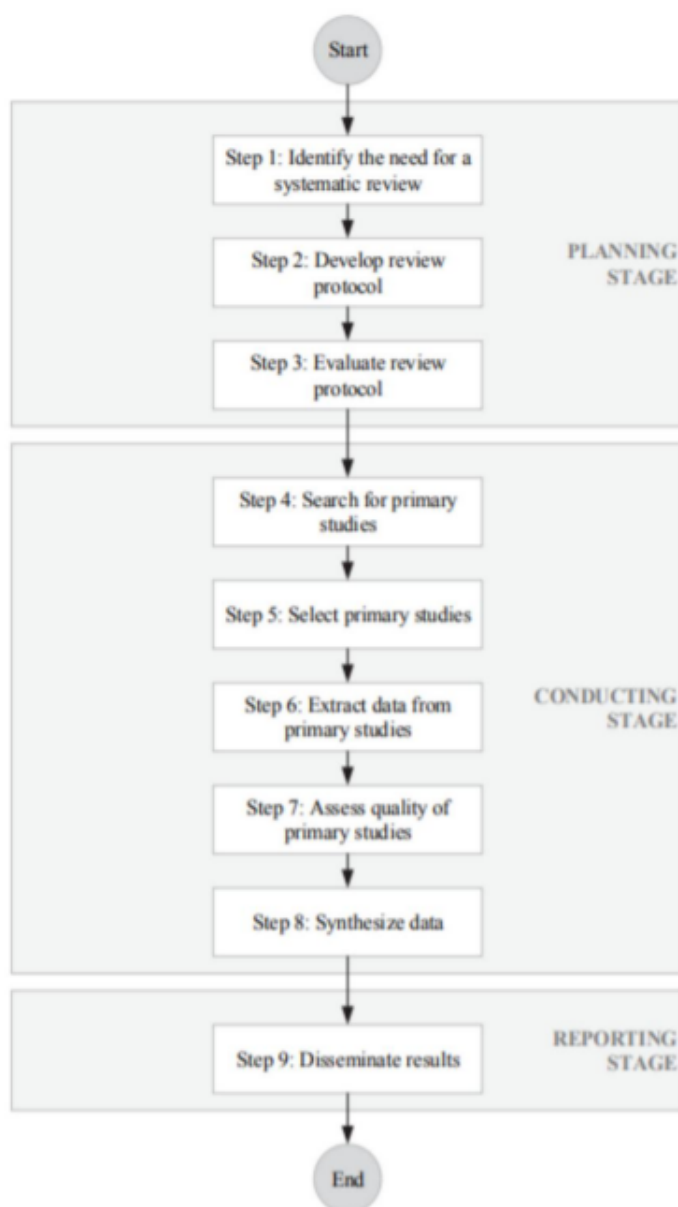 Start
Step 1: Identify the need for a
systematic review
Step 2: Develop review
protocol
PLANNING
STAGE
Step 3: Evaluate review
protocol
Step 4: Search for primary
studies
Step 5: Select primary studies
Step 6: Extract data from
primary studies
CONDUCTING
STAGE
Step 7: Assess quality of
primary studies
Step 8: Synthesize data
Step 9: Disseminate results
REPORTING
STAGE
End